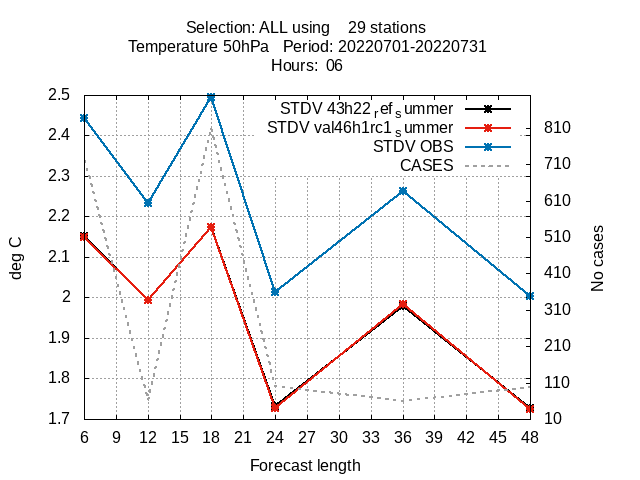 Selection: ALL using 29 stations
Temperature 50hPa Period: 20220701-20220731
Hours: 06
STDV 43h22refsummer
STDV val46h1rc1summer
STDV OBS
CASES
deg C
2.5
2.4
2.3
2.2
2.1
2
1.9
1.8
1.7
No cases
810
710
610
510
410
310
210
110
10
6 9 12 15 18 21 24 27 30 33 36 39 42 45 48
Forecast length